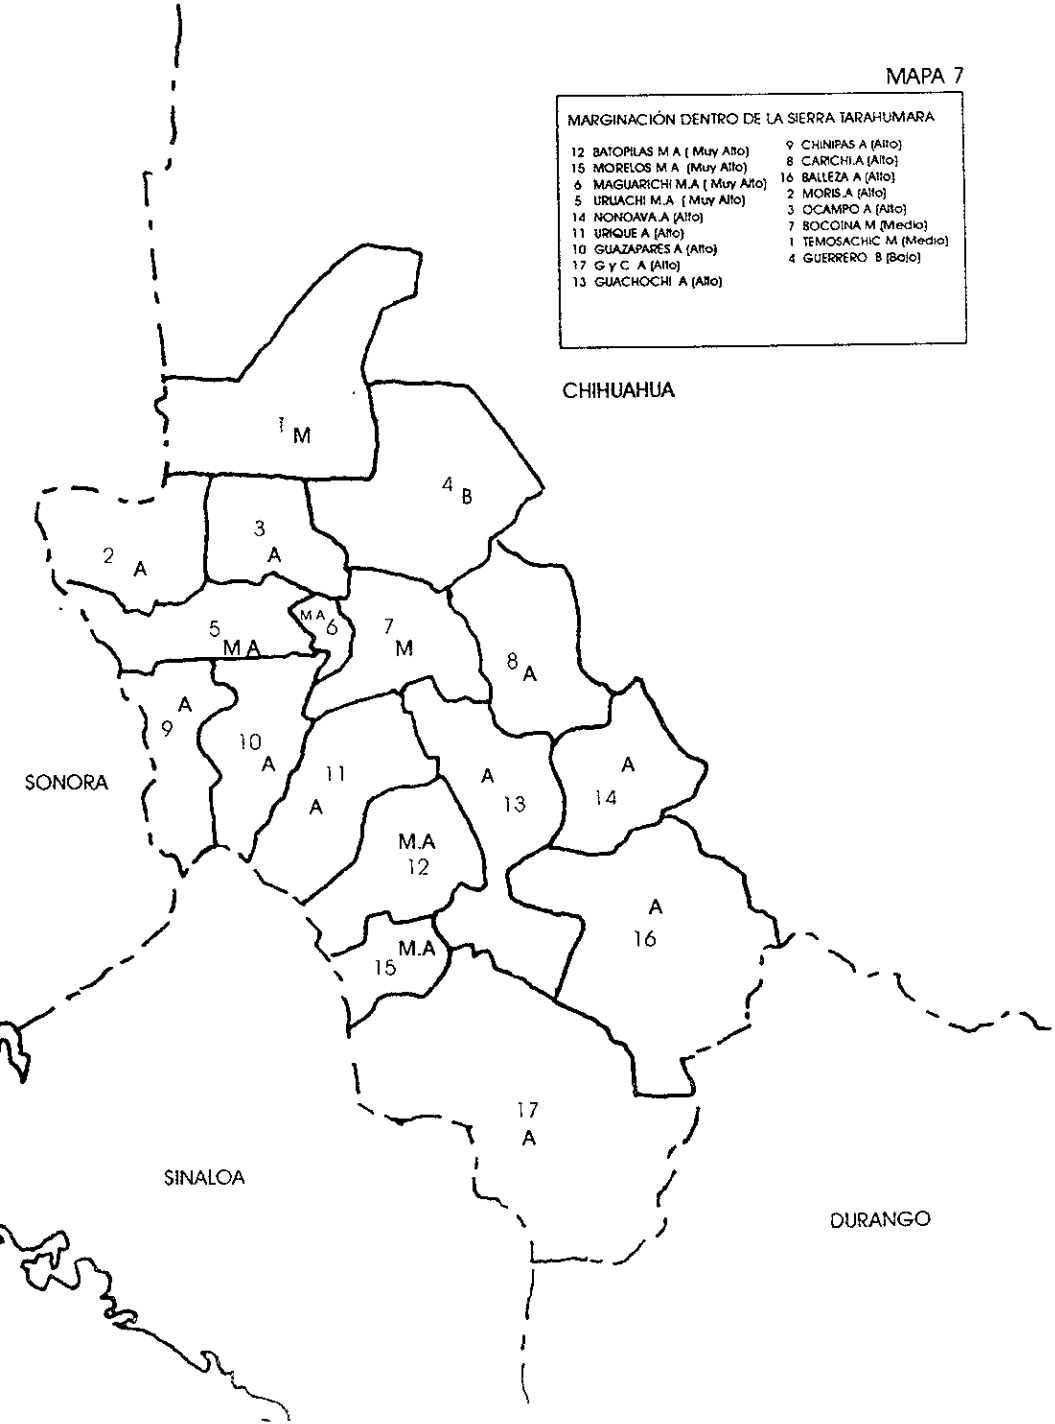 MAPA 7
MARGINACIÓN DENTRO DE LA SIERRA TARAHUMARA
12 BATOPILAS M A ( Muy Alto)
15 MORELOS M A (Muy Alto)
6 MAGUARICHI M.A ( Muy Alto)
5 URUACHI M.A ( Muy Alto)
14 NONOAVA.A (Alto)
11 URIQUE A (Alto)
10 GUAZAPARES A (Alto)
17 G y C A (Alto)
13 GUACHOCHI A (Alto)
9 CHINIPAS A (Alto)
8 CARICHI.A (Alto)
16 BALLEZA A (Alto)
2 MORIS.A (Alto)
3 OCAMPO A (Alto)
7 BOCOINA M (Medio)
1 TEMOSACHIC M (Medio)
4 GUERRERO B (Bajo)
CHIHUAHUA
1 M
4 B
3 A
2 A
M A 6
5 M A
7 M
8 A
A 9
10 A
11 A
A 13
A 14
SONORA
M.A 12
A 16
M.A 15
17 A
SINALOA
DURANGO